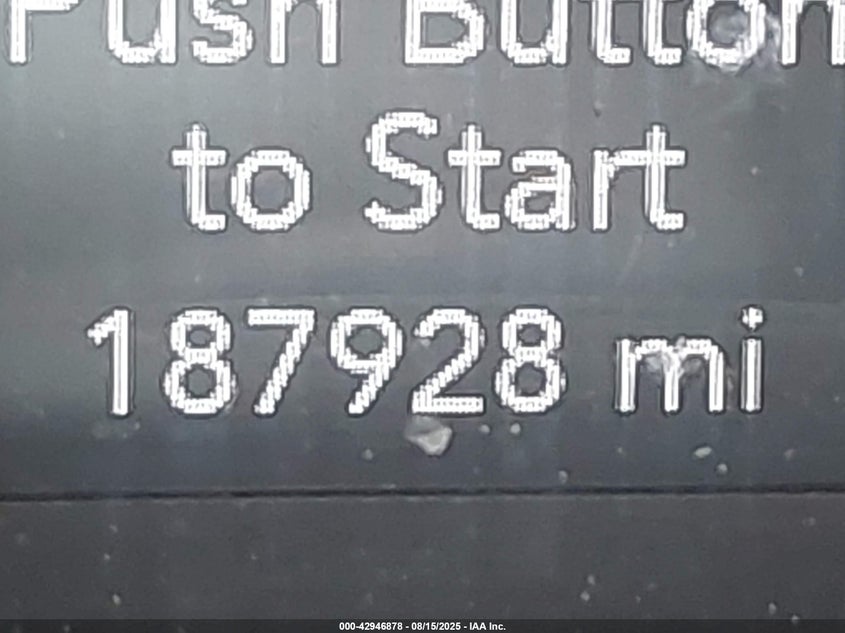 Push Button
to Start
187928 mi
000-42946878 - 08/15/2025 - IAA Inc.